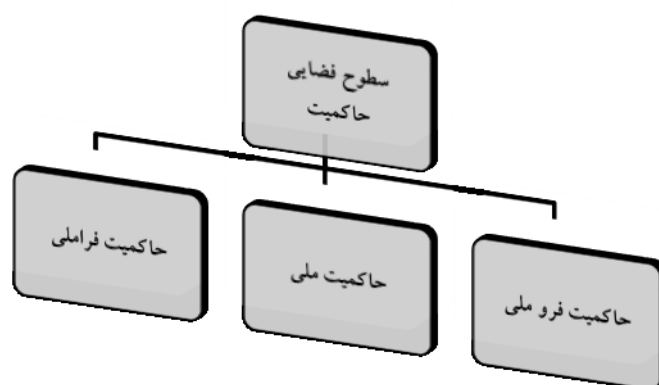 سطوح فضایی
حاکمیت
حاکمیت فرو ملی
حاکمیت ملی
حاکمیت فراملی